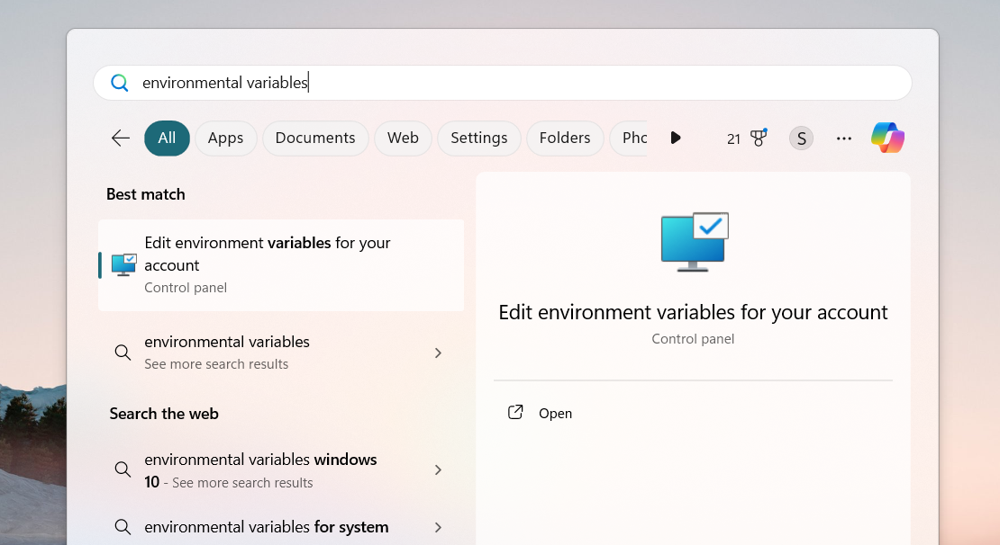 environmental variables
All
Apps
Documents
Web
Settings
Folders
Pho
21
S
Best match
Edit environment variables for your
account
Control panel
environmental variables
See more search results
Search the web
environmental variables windows
10 - See more search results
environmental variables for system
Edit environment variables for your account
Control panel
Open